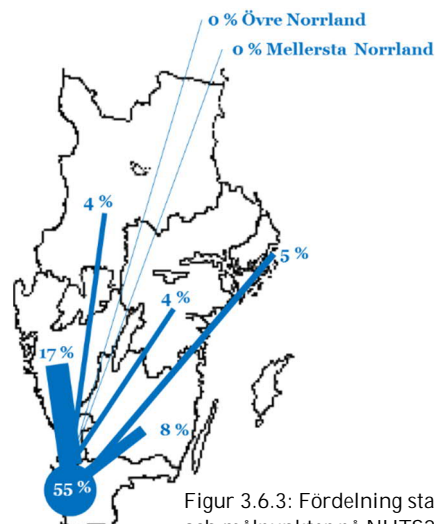 0 % Övre Norrland
0 % Mellersta Norrland
4 %
5 %
4 %
17 %
8 %
55 %
Figur 3.6.3: Fördelning sta